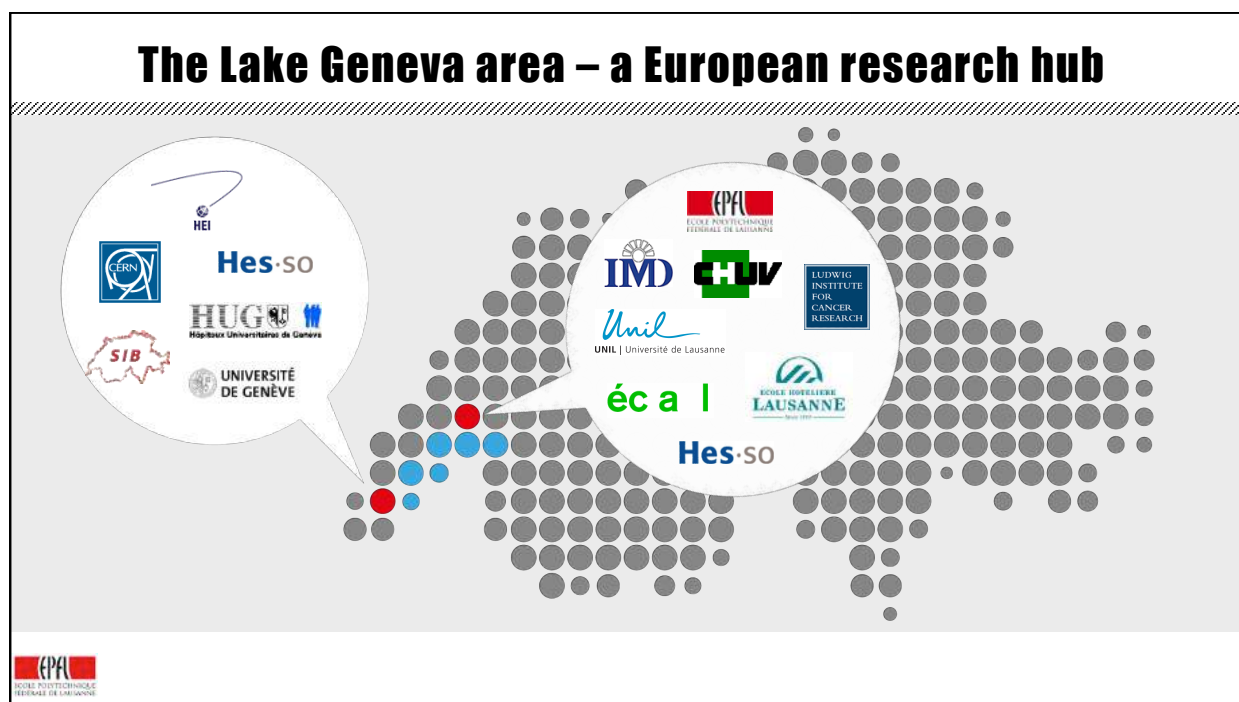 The Lake Geneva area – a European research hub
HEI
CERN
Hes·so
HUG
Hôpitaux Universitaires de Genève
SIB
UNIVERSITÉ
DE GENÈVE
EPFL
ECOLE POLYTECHNIQUE
FÉDÉRALE DE LAUSANNE
IMD
CHUV
LUDWIG
INSTITUTE
FOR
CANCER
RESEARCH
Unil
UNIL | Université de Lausanne
éc a l
ECOLE HOTELIERE
LAUSANNE
Hes·so
EPFL
ECOLE POLYTECHNIQUE
FÉDÉRALE DE LAUSANNE